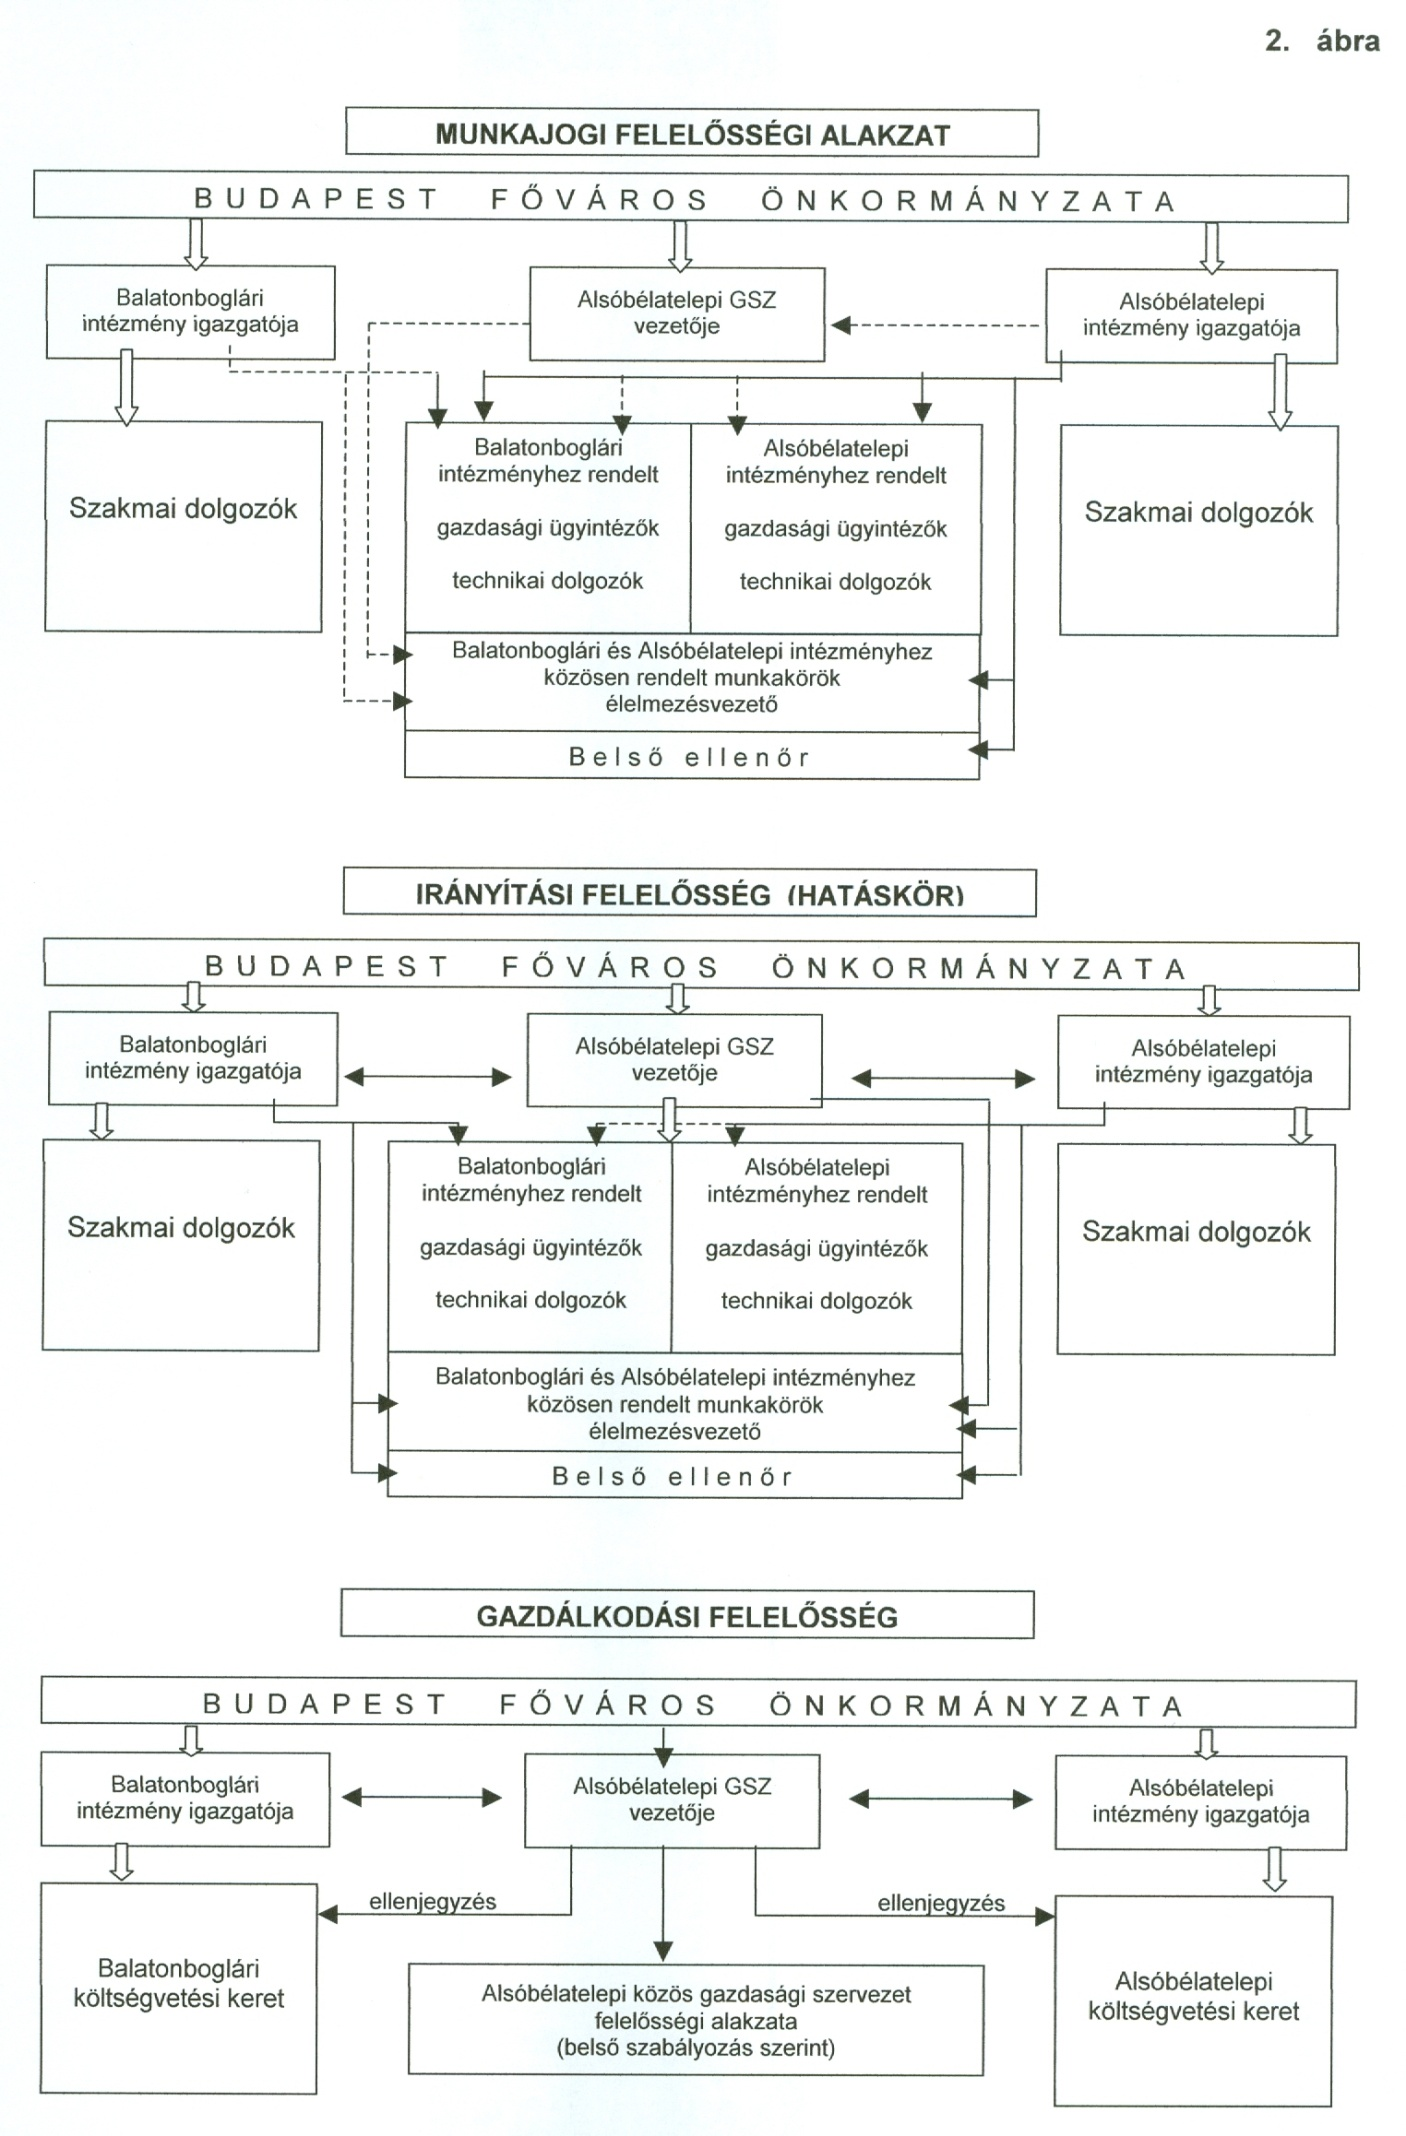 2. ábra
MUNKAJOGI FELELŐSSÉGI ALAKZAT
BUDAPEST FŐVÁROS ÖNKORMÁNYZATA
Balatonboglári
intézmény igazgatója
Alsóbélatelepi GSZ
vezetője
Alsóbélatelepi
intézmény igazgatója
Szakmai dolgozók
Balatonboglári
intézményhez rendelt
gazdasági ügyintézők
technikai dolgozók
Alsóbélatelepi
intézményhez rendelt
gazdasági ügyintézők
technikai dolgozók
Szakmai dolgozók
Balatonboglári és Alsóbélatelepi intézményhez
közösen rendelt munkakörök
élelmezésvezető
Belső ellenőr
IRÁNYÍTÁSI FELELŐSSÉG (HATÁSKÖR)
BUDAPEST FŐVÁROS ÖNKORMÁNYZATA
Balatonboglári
intézmény igazgatója
Alsóbélatelepi GSZ
vezetője
Alsóbélatelepi
intézmény igazgatója
Szakmai dolgozók
Balatonboglári
intézményhez rendelt
gazdasági ügyintézők
technikai dolgozók
Alsóbélatelepi
intézményhez rendelt
gazdasági ügyintézők
technikai dolgozók
Szakmai dolgozók
Balatonboglári és Alsóbélatelepi intézményhez
közösen rendelt munkakörök
élelmezésvezető
Belső ellenőr
GAZDÁLKODÁSI FELELŐSSÉG
BUDAPEST FŐVÁROS ÖNKORMÁNYZATA
Balatonboglári
intézmény igazgatója
Alsóbélatelepi GSZ
vezetője
Alsóbélatelepi
intézmény igazgatója
ellenjegyzés
ellenjegyzés
Balatonboglári
költségvetési keret
Alsóbélatelepi közös gazdasági szervezet
felelősségi alakzata
(belső szabályozás szerint)
Alsóbélatelepi
költségvetési keret